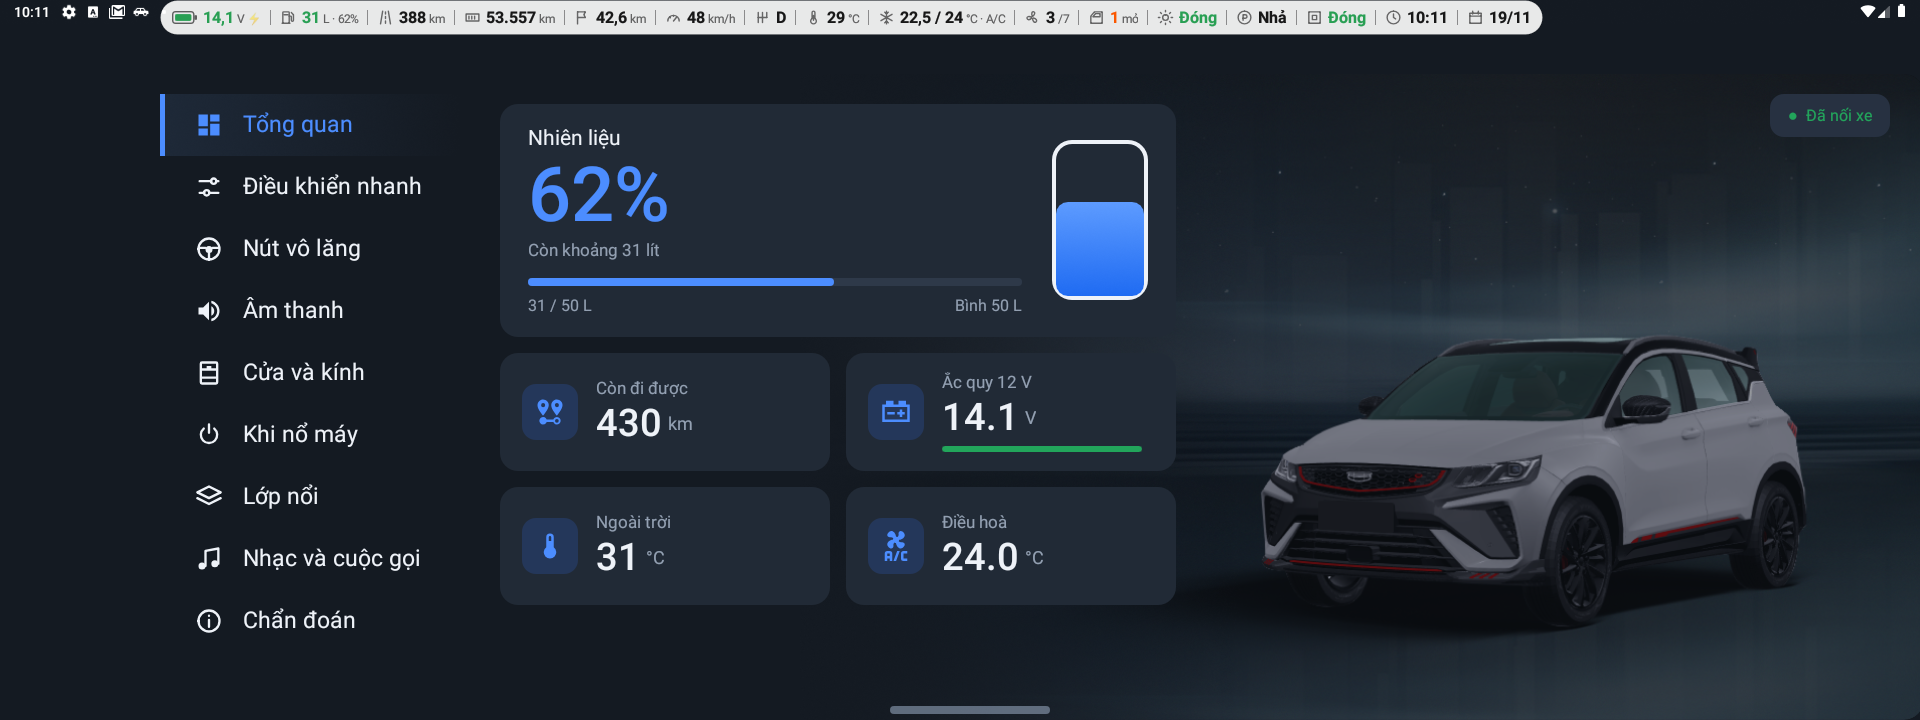 10:11
14,1 V ⚡ 31 L · 62% 388 km 53.557 km 42,6 km 48 km/h D 29 °C 22,5 / 24 °C · A/C 3 /7 1 mở Đóng Nhả Đóng 10:11 19/11
Đã nối xe
Tổng quan
Điều khiển nhanh
Nút vô lăng
Âm thanh
Cửa và kính
Khi nổ máy
Lớp nổi
Nhạc và cuộc gọi
Chẩn đoán
Nhiên liệu
62%
Còn khoảng 31 lít
31 / 50 L Bình 50 L
Còn đi được
430 km
Ắc quy 12 V
14.1 V
Ngoài trời
31 °C
A/C
Điều hoà
24.0 °C